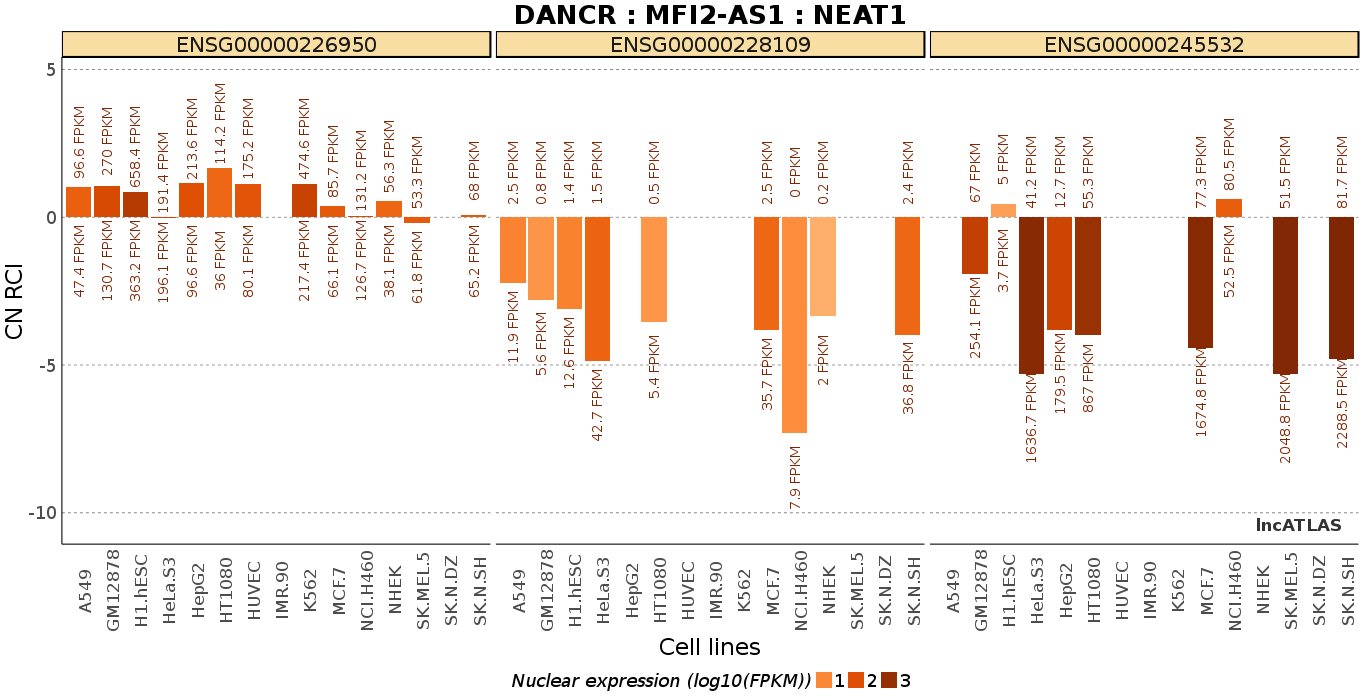 DANCR : MFI2-AS1 : NEAT1
ENSG00000226950
ENSG00000228109
ENSG00000245532
CN RCI
5
0
-5
-10
96.6 FPKM
270 FPKM
658.4 FPKM
191.4 FPKM
213.6 FPKM
114.2 FPKM
175.2 FPKM
474.6 FPKM
85.7 FPKM
131.2 FPKM
56.3 FPKM
53.3 FPKM
68 FPKM
47.4 FPKM
130.7 FPKM
363.2 FPKM
196.1 FPKM
96.6 FPKM
36 FPKM
80.1 FPKM
217.4 FPKM
66.1 FPKM
126.7 FPKM
38.1 FPKM
61.8 FPKM
65.2 FPKM
2.5 FPKM
0.8 FPKM
1.4 FPKM
1.5 FPKM
0.5 FPKM
2.5 FPKM
0 FPKM
0.2 FPKM
2.4 FPKM
11.9 FPKM
5.6 FPKM
12.6 FPKM
42.7 FPKM
5.4 FPKM
35.7 FPKM
7.9 FPKM
2 FPKM
36.8 FPKM
67 FPKM
5 FPKM
41.2 FPKM
12.7 FPKM
55.3 FPKM
77.3 FPKM
80.5 FPKM
51.5 FPKM
81.7 FPKM
254.1 FPKM
3.7 FPKM
1636.7 FPKM
179.5 FPKM
867 FPKM
1674.8 FPKM
52.5 FPKM
2048.8 FPKM
2288.5 FPKM
lncATLAS
A549
GM12878
H1.hESC
HeLa.S3
HepG2
HT1080
HUVEC
IMR.90
K562
MCF.7
NCI.H460
NHEK
SK.MEL.5
SK.N.DZ
SK.N.SH
A549
GM12878
H1.hESC
HeLa.S3
HepG2
HT1080
HUVEC
IMR.90
K562
MCF.7
NCI.H460
NHEK
SK.MEL.5
SK.N.DZ
SK.N.SH
A549
GM12878
H1.hESC
HeLa.S3
HepG2
HT1080
HUVEC
IMR.90
K562
MCF.7
NCI.H460
NHEK
SK.MEL.5
SK.N.DZ
SK.N.SH
Cell lines
Nuclear expression (log10(FPKM)) 1 2 3